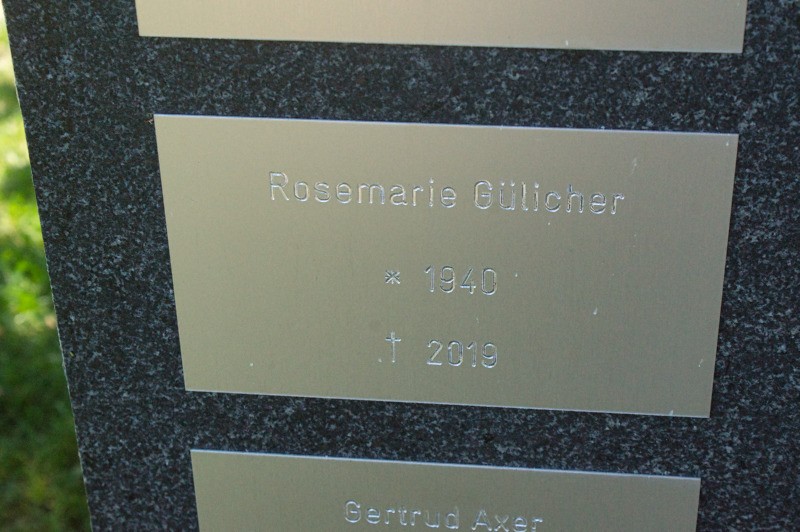 Rosemarie Gülicher
* 1940
† 2019
Gertrud Axer